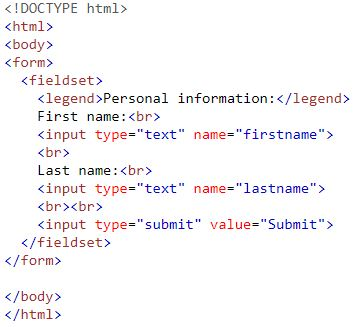 <!DOCTYPE html>
<html>
<body>
<form>
<fieldset>
<legend>Personal information:</legend>
First name:<br>
<input type="text" name="firstname">
<br>
Last name:<br>
<input type="text" name="lastname">
<br><br>
<input type="submit" value="Submit">
</fieldset>
</form>
</body>
</html>